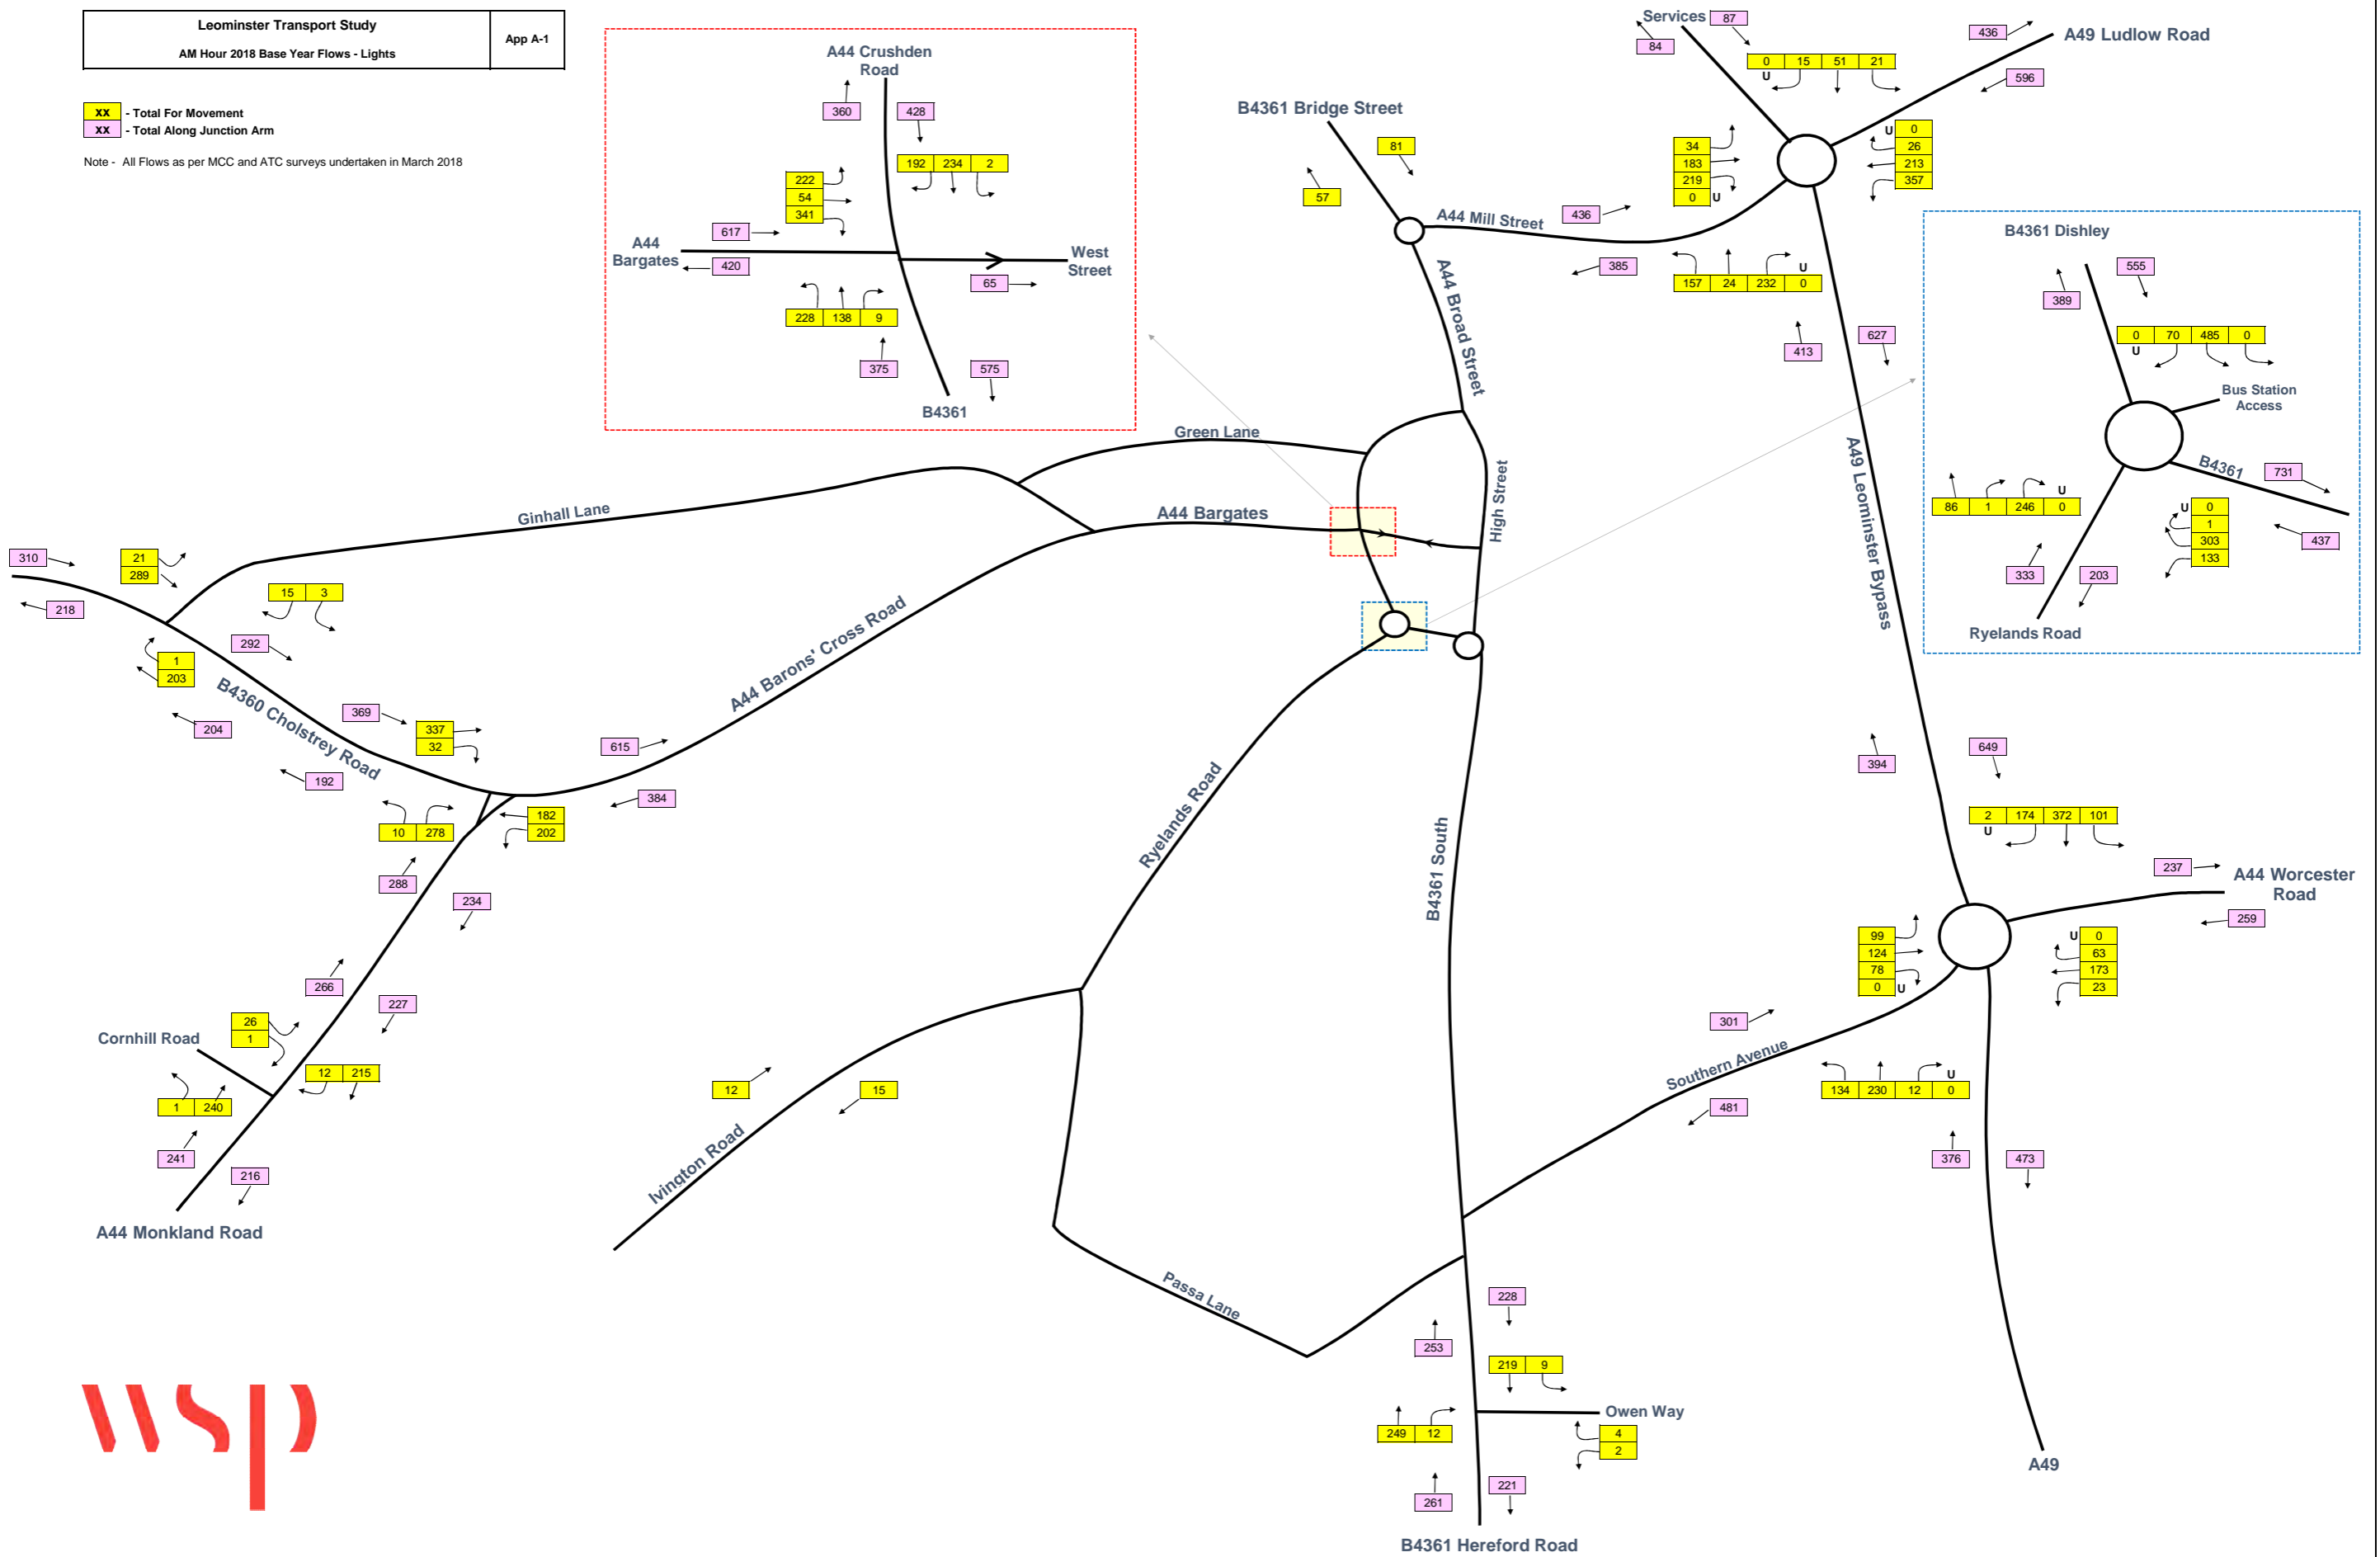 Leominster Transport Study
AM Hour 2018 Base Year Flows - Lights
App A-1
xx - Total For Movement
xx - Total Along Junction Arm
Note - All Flows as per MCC and ATC surveys undertaken in March 2018
A44 Crushden
Road
360
428
192 234 2
222
54
341
617
A44
Bargates
420
West
Street
65
228 138 9
375
575
B4361
B4361 Bridge Street
81
57
A44 Mill Street
436
385
A44 Broad Street
Services
87
84
0 15 51 21
U
436
A49 Ludlow Road
596
34
183
219
0 U
U 0
26
213
357
157 24 232 0
U
413
627
B4361 Dishley
555
389
0 70 485 0
U
Bus Station
Access
B4361
731
86 1 246 0
U
U 0
1
303
133
437
333
203
Ryelands Road
Green Lane
Ginhall Lane
A44 Bargates
High Street
A49 Leominster Bypass
310
21
289
218
15 3
292
1
203
204
B4360 Cholstrey Road
369
337
32
192
A44 Barons' Cross Road
615
384
10 278
182
202
288
234
266
227
Cornhill Road
26
1
12 215
1 240
241
216
A44 Monkland Road
Ryelands Road
B4361 South
12
15
Ivington Road
Passa Lane
394
649
2 174 372 101
U
237
A44 Worcester
Road
259
99
124
78
0 U
U 0
63
173
23
301
Southern Avenue
481
134 230 12 0
U
376
473
A49
228
253
219 9
Owen Way
249 12
4
2
261
221
B4361 Hereford Road
wsp